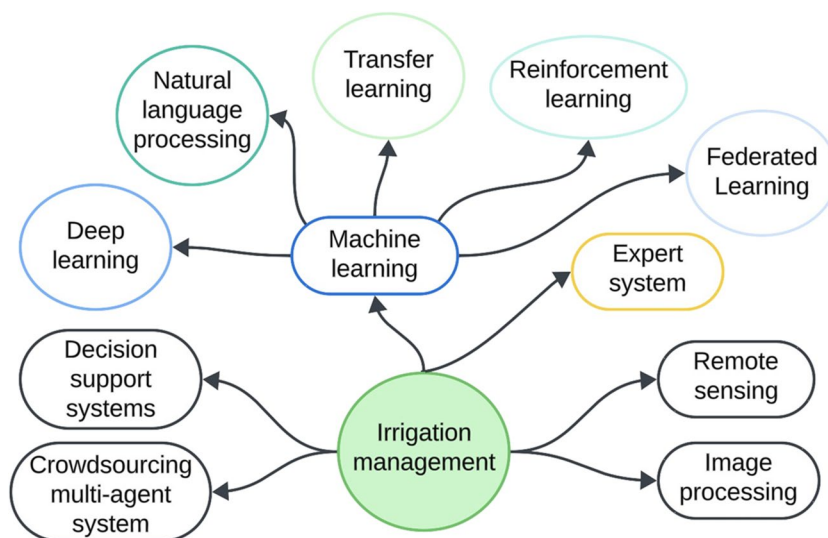 Natural
language
processing
Transfer
learning
Reinforcement
learning
Federated
Learning
Deep
learning
Machine
learning
Expert
system
Decision
support
systems
Remote
sensing
Irrigation
management
Crowdsourcing
multi-agent
system
Image
processing